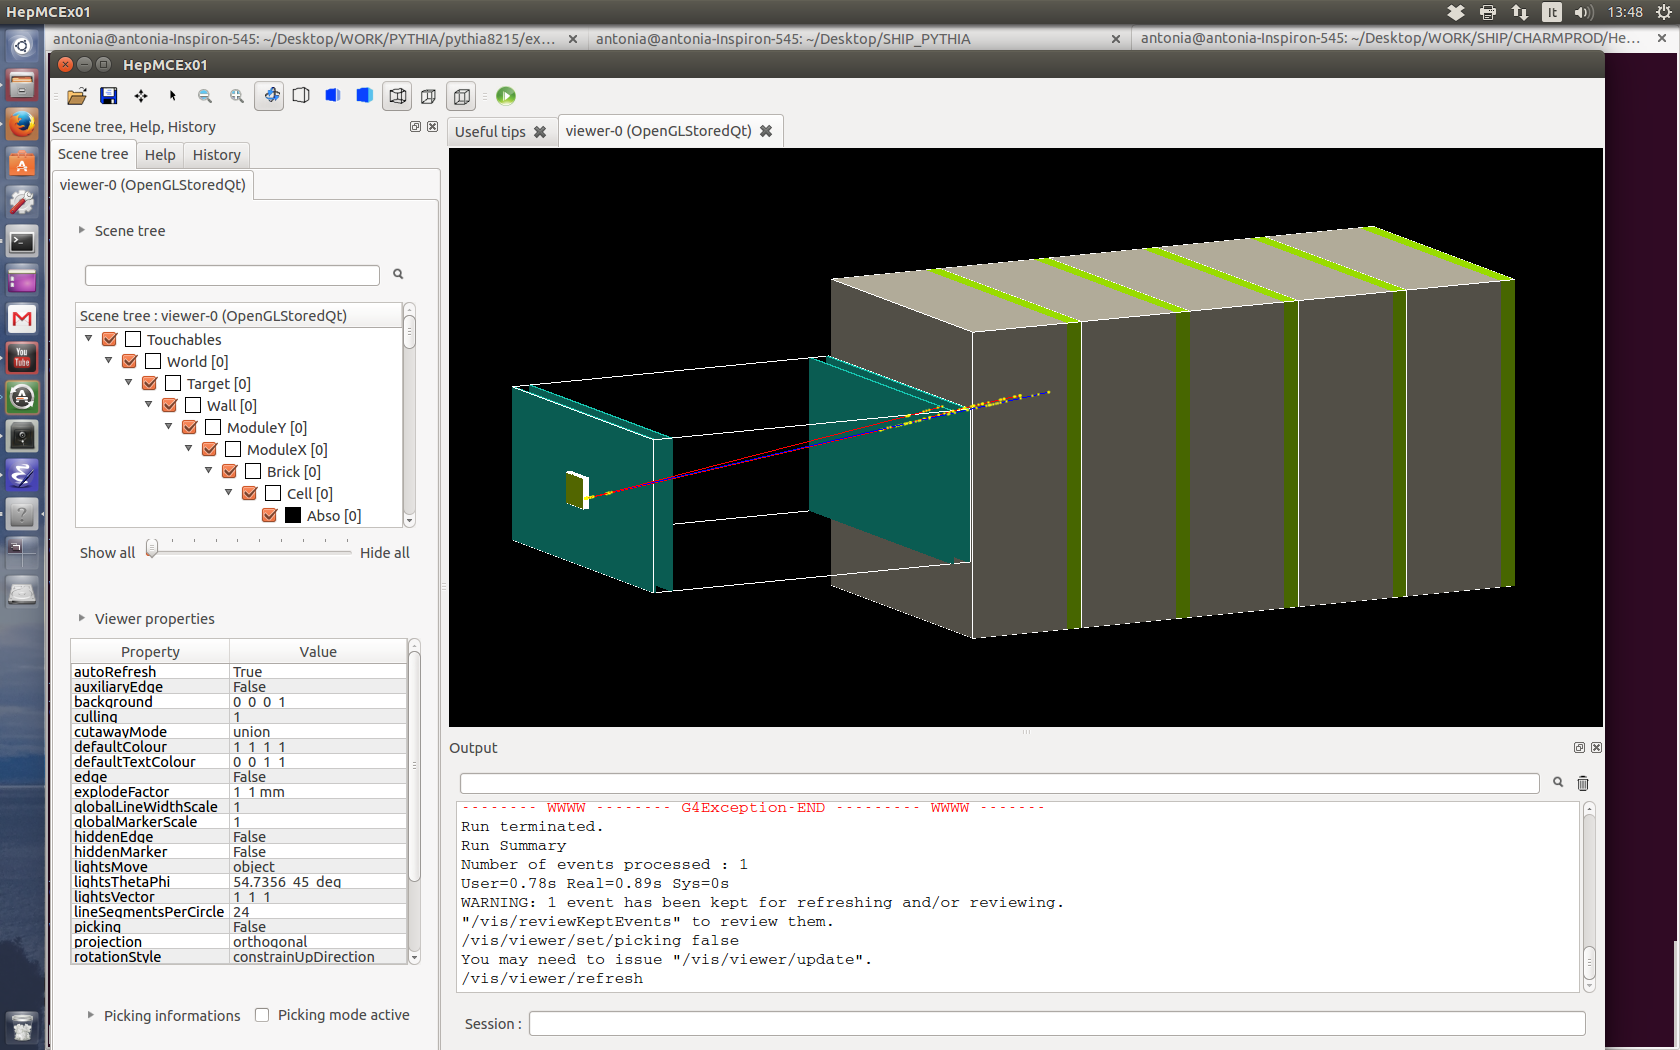 HepMCEx01
It
13:48
antonia@antonia-Inspiron-545: ~/Desktop/WORK/PYTHIA/pythia8215/ex...
antonia@antonia-Inspiron-545: ~/Desktop/SHIP_PYTHIA
antonia@antonia-Inspiron-545: ~/Desktop/WORK/SHIP/CHARMPROD/He...
HepMCEx01
Scene tree, Help, History
Useful tips
viewer-0 (OpenGLStoredQt)
Scene tree
Help
History
viewer-0 (OpenGLStoredQt)
Scene tree
Scene tree : viewer-0 (OpenGLStoredQt)
Touchables
World [0]
Target [0]
Wall [0]
ModuleY [0]
ModuleX [0]
Brick [0]
Cell [0]
Abso [0]
Show all
Hide all
Viewer properties
Property Value
autoRefresh True
auxiliaryEdge False
background 0 0 0 1
culling 1
cutawayMode union
defaultColour 1 1 1 1
defaultTextColour 0 0 1 1
edge False
explodeFactor 1 1 mm
globalLineWidthScale 1
globalMarkerScale 1
hiddenEdge False
hiddenMarker False
lightsMove object
lightsThetaPhi 54.7356 45 deg
lightsVector 1 1 1
lineSegmentsPerCircle 24
picking False
projection orthogonal
rotationStyle constrainUpDirection
Picking informations
Picking mode active
Output
-------- WWWW -------- G4Exception-END --------- WWWW -------
Run terminated.
Run Summary
Number of events processed : 1
User=0.78s Real=0.89s Sys=0s
WARNING: 1 event has been kept for refreshing and/or reviewing.
"/vis/reviewKeptEvents" to review them.
/vis/viewer/set/picking false
You may need to issue "/vis/viewer/update".
/vis/viewer/refresh
Session :
You
Tube